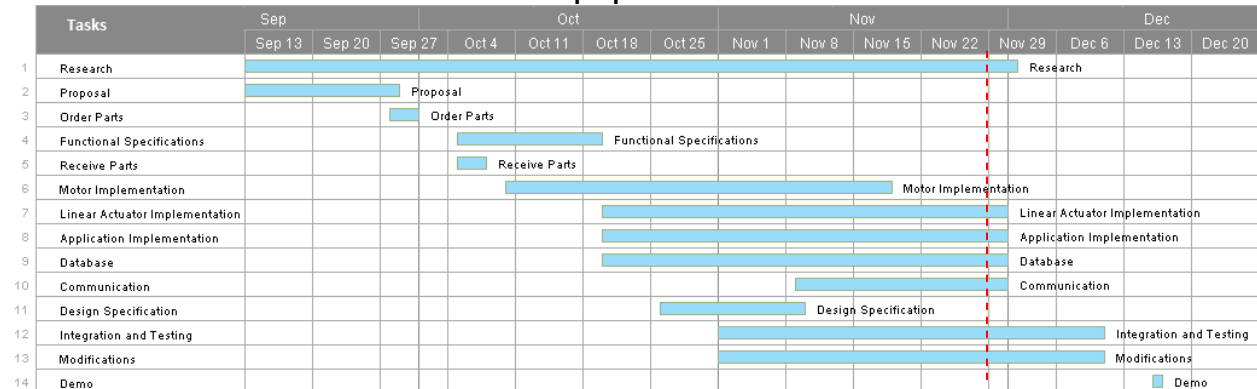 Tasks Sep Oct Nov Dec
Sep 13 Sep 20 Sep 27 Oct 4 Oct 11 Oct 18 Oct 25 Nov 1 Nov 8 Nov 15 Nov 22 Nov 29 Dec 6 Dec 13 Dec 20
1 Research Research
2 Proposal Proposal
3 Order Parts Order Parts
4 Functional Specifications Functional Specifications
5 Receive Parts Receive Parts
6 Motor Implementation Motor Implementation
7 Linear Actuator Implementation Linear Actuator Implementation
8 Application Implementation Application Implementation
9 Database Database
10 Communication Communication
11 Design Specification Design Specification
12 Integration and Testing Integration and Testing
13 Modifications Modifications
14 Demo Demo